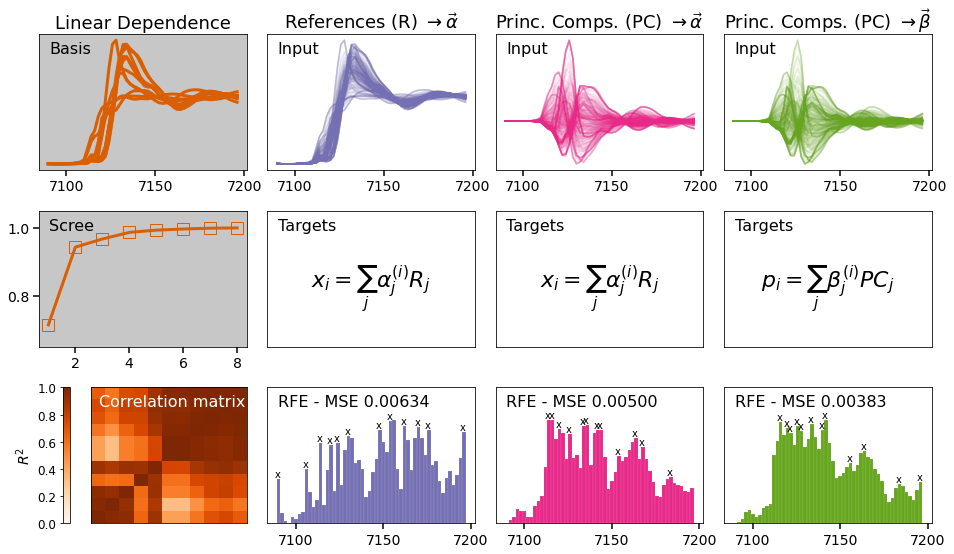 Linear Dependence
References (R) → α⃗
Princ. Comps. (PC) → α⃗
Princ. Comps. (PC) → β⃗
Basis
Input
Input
Input
7100 7150 7200
7100 7150 7200
7100 7150 7200
7100 7150 7200
Scree
Targets
Targets
Targets
1.0
0.8
x_i = ∑_j α_j^{(i)} R_j
x_i = ∑_j α_j^{(i)} R_j
p_i = ∑_j β_j^{(i)} PC_j
2 4 6 8
R²
1.0
0.8
0.6
0.4
0.2
0.0
Correlation matrix
RFE - MSE 0.00634
x x x x x x x x x x x x
RFE - MSE 0.00500
x x x x x x x x x x x x
RFE - MSE 0.00383
x x x x x x x x x x x x
7100 7150 7200
7100 7150 7200
7100 7150 7200